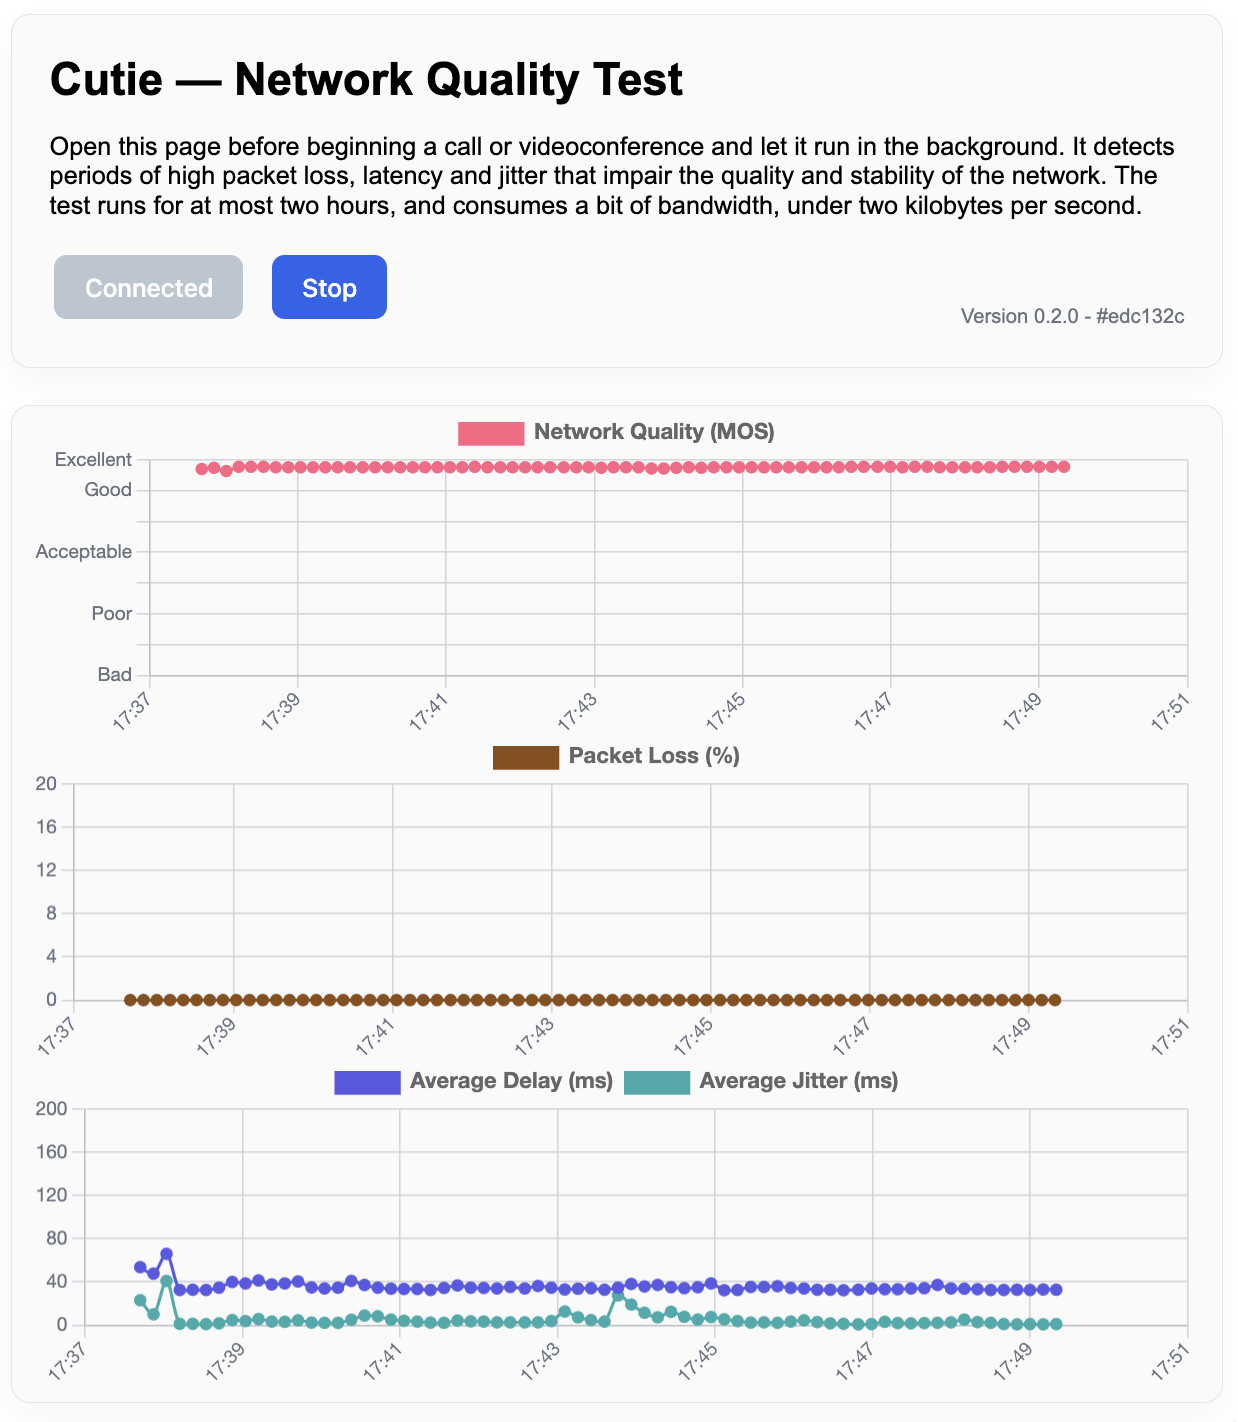 Cutie — Network Quality Test
Open this page before beginning a call or videoconference and let it run in the background. It detects
periods of high packet loss, latency and jitter that impair the quality and stability of the network. The
test runs for at most two hours, and consumes a bit of bandwidth, under two kilobytes per second.
Connected Stop
Version 0.2.0 - #edc132c
Network Quality (MOS)
Excellent
Good
Acceptable
Poor
Bad
17:37 17:39 17:41 17:43 17:45 17:47 17:49 17:51
Packet Loss (%)
20
16
12
8
4
0
17:37 17:39 17:41 17:43 17:45 17:47 17:49 17:51
Average Delay (ms) Average Jitter (ms)
200
160
120
80
40
0
17:37 17:39 17:41 17:43 17:45 17:47 17:49 17:51